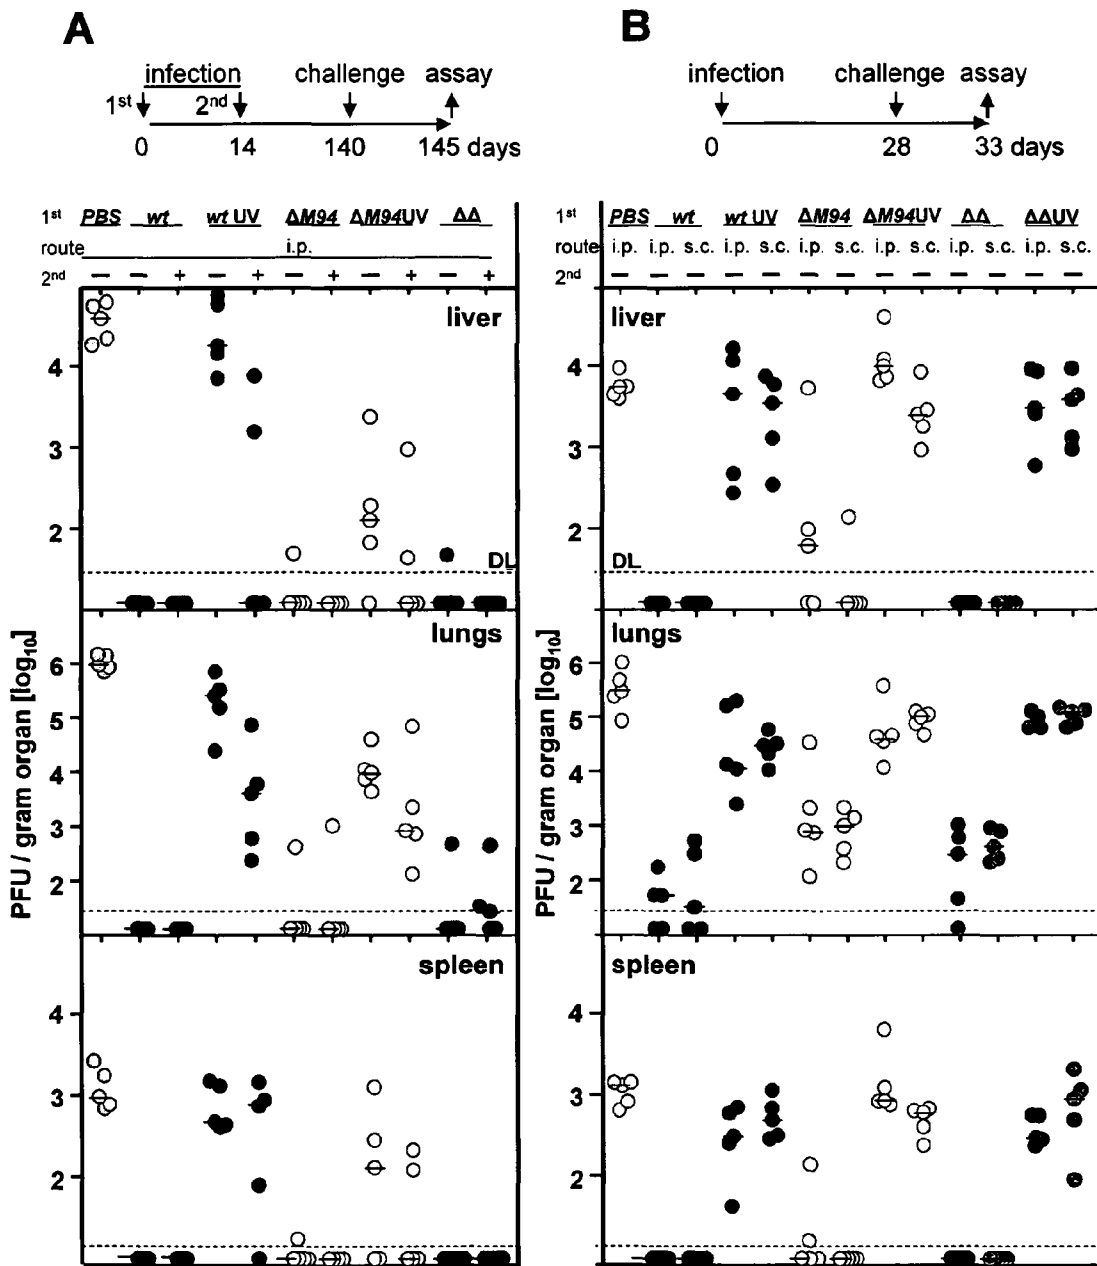 A
infection challenge assay
1st 2nd
0 14 140 145 days
1st PBS wt wt UV ΔM94 ΔM94UV ΔΔ
route i.p.
2nd − − + − + − + − + − +
liver
4
3
2
DL
lungs
6
5
4
3
2
spleen
4
3
2
PFU / gram organ [log10]
B
infection challenge assay
0 28 33 days
1st PBS wt wt UV ΔM94 ΔM94UV ΔΔ ΔΔUV
route i.p. i.p. s.c. i.p. s.c. i.p. s.c. i.p. s.c. i.p. s.c. i.p. s.c.
2nd − − − − − − − − − − − − −
liver
4
3
2
DL
lungs
6
5
4
3
2
spleen
4
3
2
PFU / gram organ [log10]